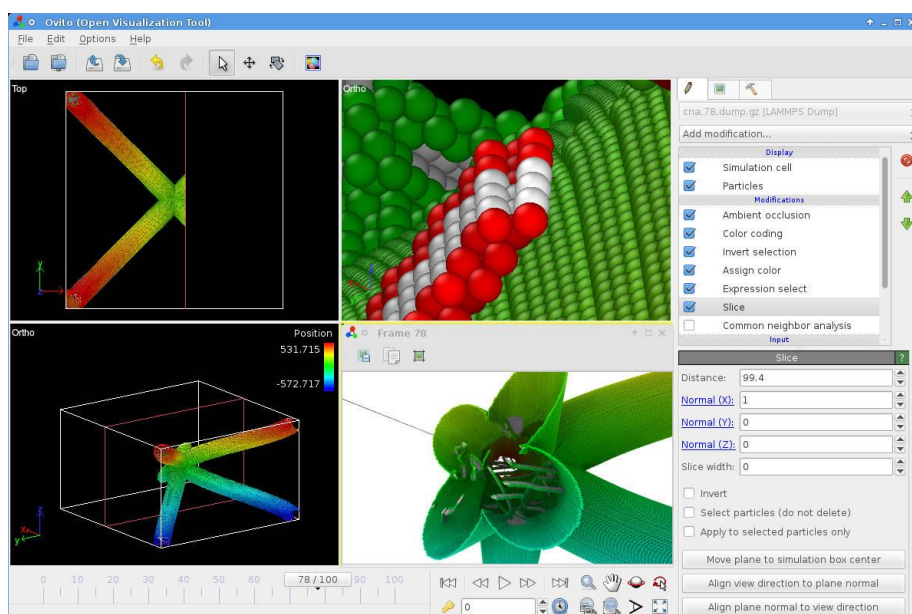 Ovito (Open Visualization Tool)
File Edit Options Help
Top
Ortho
cna.78.dump.gz [LAMMPS Dump]
Add modification...
Display
Simulation cell
Particles
Modifications
Ambient occlusion
Color coding
Invert selection
Assign color
Expression select
Slice
Common neighbor analysis
Input
y
z
Ortho
Position
531.715
-572.717
z
x
y
Frame 78
Slice ?
Distance: 99.4
Normal (X): 1
Normal (Y): 0
Normal (Z): 0
Slice width: 0
Invert
Select particles (do not delete)
Apply to selected particles only
Move plane to simulation box center
Align view direction to plane normal
Align plane normal to view direction
0 10 20 30 40 50 60 78 / 100 90 100
0